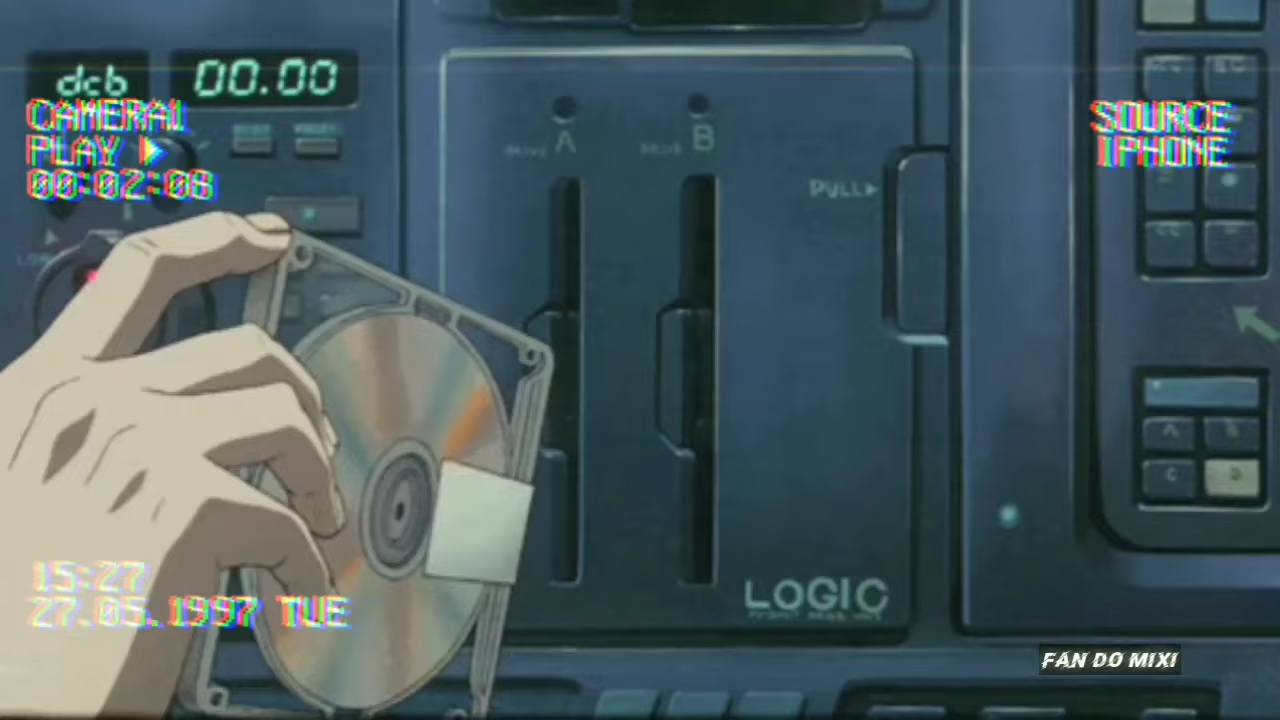 dcb 00.00
CAMERA1
PLAY
00:02:08
SOURCE
IPHONE
A
B
PULL
A
C
D
LOGIC
15:27
27.05.1997 TUE
FAN DO MIXI